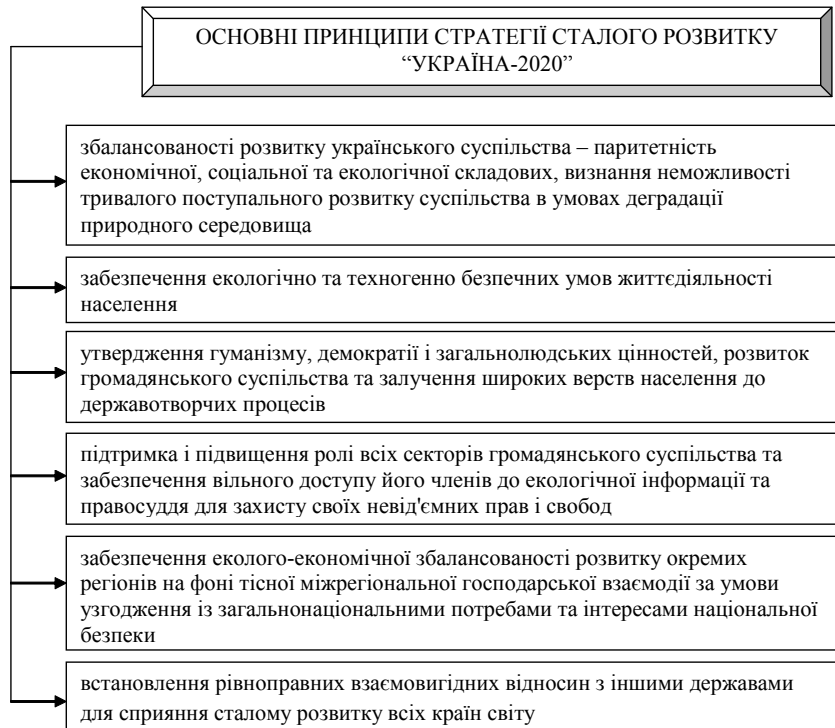 ОСНОВНІ ПРИНЦИПИ СТРАТЕГІЇ СТАЛОГО РОЗВИТКУ
“УКРАЇНА-2020”
збалансованості розвитку українського суспільства – паритетність
економічної, соціальної та екологічної складових, визнання неможливості
тривалого поступального розвитку суспільства в умовах деградації
природного середовища
забезпечення екологічно та техногенно безпечних умов життєдіяльності
населення
утвердження гуманізму, демократії і загальнолюдських цінностей, розвиток
громадянського суспільства та залучення широких верств населення до
державотворчих процесів
підтримка і підвищення ролі всіх секторів громадянського суспільства та
забезпечення вільного доступу його членів до екологічної інформації та
правосуддя для захисту своїх невід'ємних прав і свобод
забезпечення еколого-економічної збалансованості розвитку окремих
регіонів на фоні тісної міжрегіональної господарської взаємодії за умови
узгодження із загальнонаціональними потребами та інтересами національної
безпеки
встановлення рівноправних взаємовигідних відносин з іншими державами
для сприяння сталому розвитку всіх країн світу